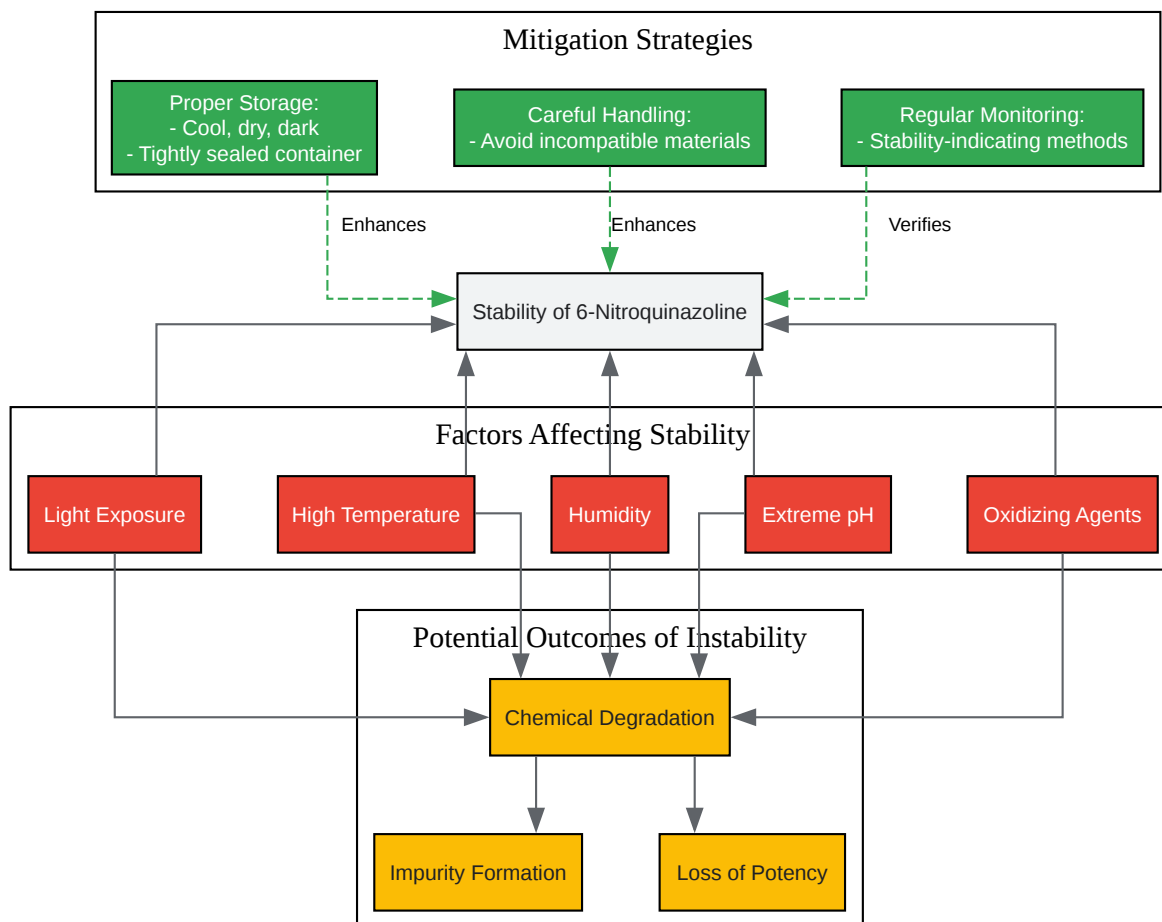 Mitigation Strategies
Proper Storage:
- Cool, dry, dark
- Tightly sealed container
Careful Handling:
- Avoid incompatible materials
Regular Monitoring:
- Stability-indicating methods
Enhances
Enhances
Verifies
Stability of 6-Nitroquinazoline
Factors Affecting Stability
Light Exposure
High Temperature
Humidity
Extreme pH
Oxidizing Agents
Potential Outcomes of Instability
Chemical Degradation
Impurity Formation
Loss of Potency